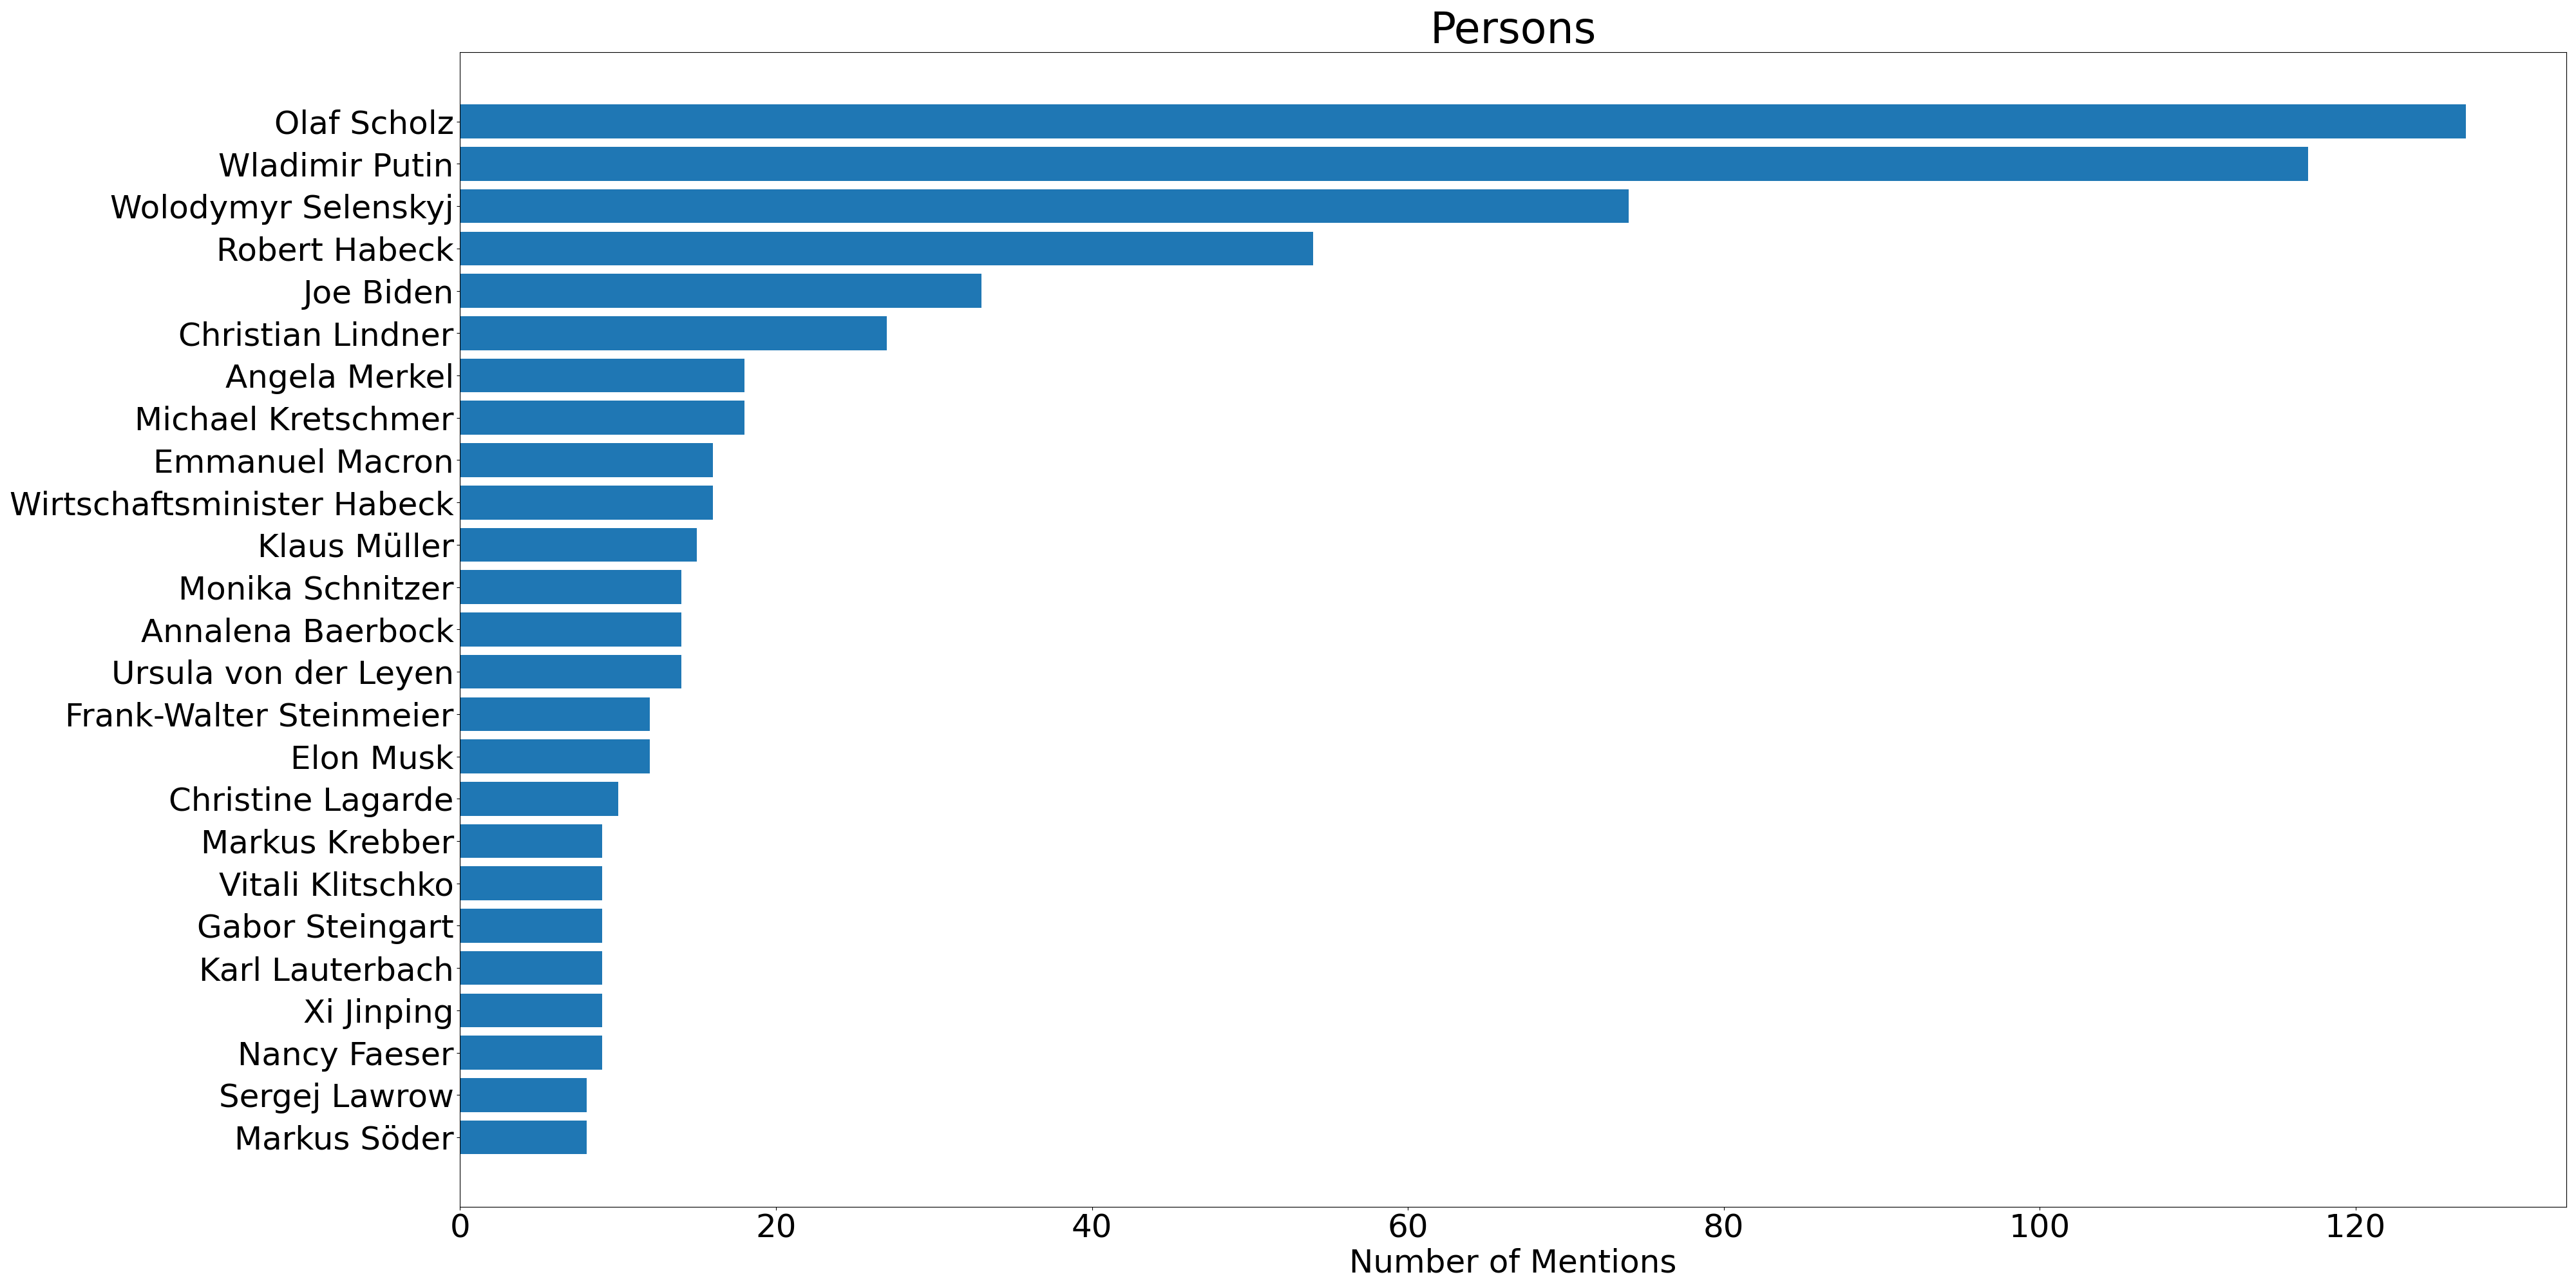 Persons
Olaf Scholz
Wladimir Putin
Wolodymyr Selenskyj
Robert Habeck
Joe Biden
Christian Lindner
Angela Merkel
Michael Kretschmer
Emmanuel Macron
Wirtschaftsminister Habeck
Klaus Müller
Monika Schnitzer
Annalena Baerbock
Ursula von der Leyen
Frank-Walter Steinmeier
Elon Musk
Christine Lagarde
Markus Krebber
Vitali Klitschko
Gabor Steingart
Karl Lauterbach
Xi Jinping
Nancy Faeser
Sergej Lawrow
Markus Söder
0 20 40 60 80 100 120
Number of Mentions